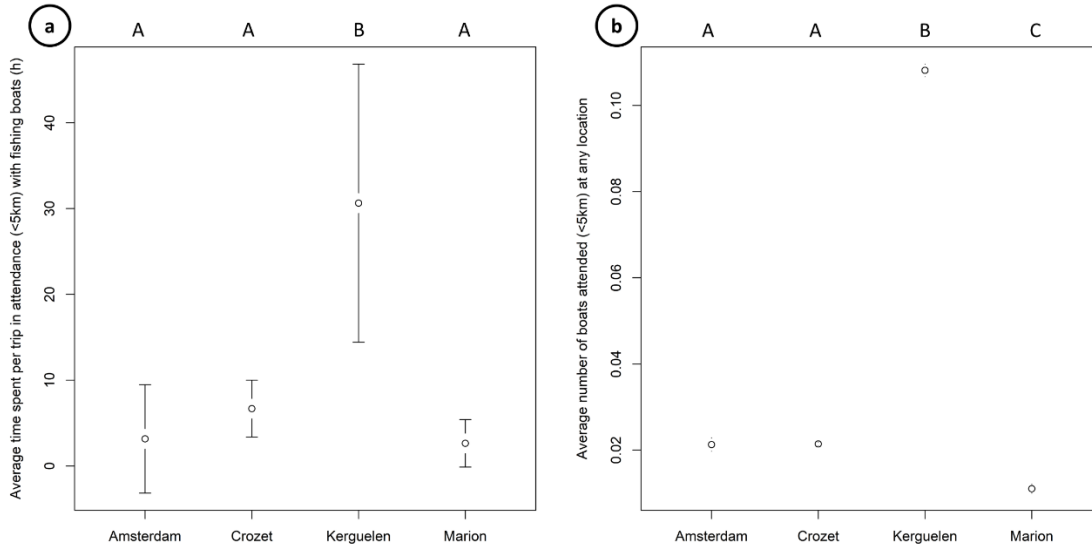 a
A A B A
Average time spent per trip in attendance (<5km) with fishing boats (h)
40
30
20
10
0
Amsterdam Crozet Kerguelen Marion
b
A A B C
Average number of boats attended (<5km) at any location
0.10
0.08
0.06
0.04
0.02
Amsterdam Crozet Kerguelen Marion